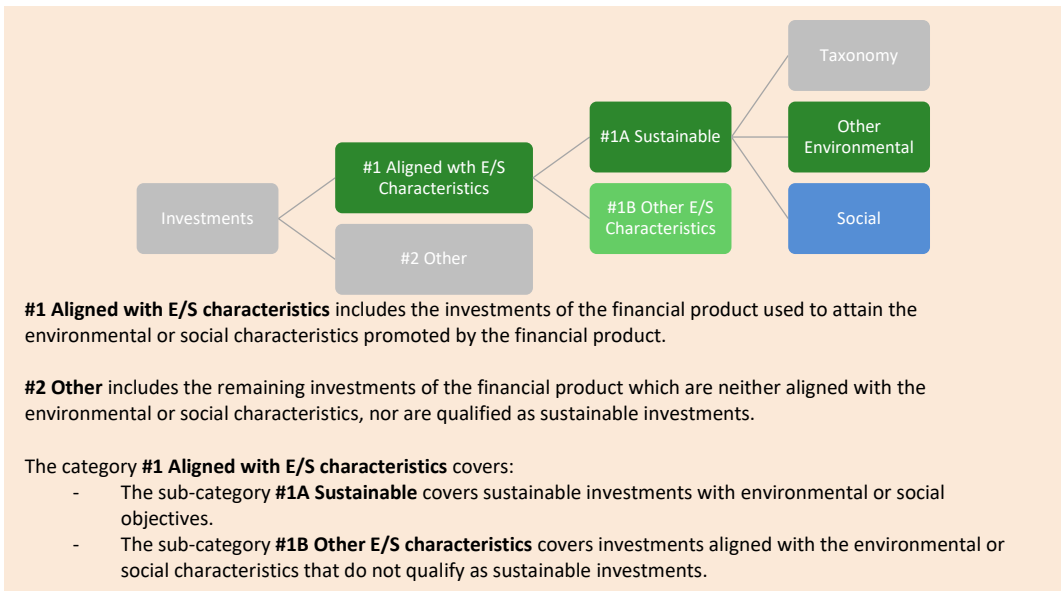 Taxonomy
#1A Sustainable
Other
Environmental
#1 Aligned wth E/S
Characteristics
Investments
#1B Other E/S
Characteristics
Social
#2 Other
#1 Aligned with E/S characteristics includes the investments of the financial product used to attain the
environmental or social characteristics promoted by the financial product.
#2 Other includes the remaining investments of the financial product which are neither aligned with the
environmental or social characteristics, nor are qualified as sustainable investments.
The category #1 Aligned with E/S characteristics covers:
- The sub-category #1A Sustainable covers sustainable investments with environmental or social
objectives.
- The sub-category #1B Other E/S characteristics covers investments aligned with the environmental or
social characteristics that do not qualify as sustainable investments.